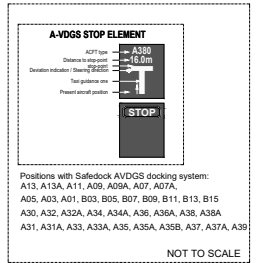 A-VDGS STOP ELEMENT
ACFT type
A380
Distance to stop-point
16.0m
stop-point
Deviation indication / Steering direction
Text guidance one
Present aircraft position
STOP
Positions with Safedock AVDGS docking system:
A13, A13A, A11, A09, A09A, A07, A07A,
A05, A03, A01, B03, B05, B07, B09, B11, B13, B15
A30, A32, A32A, A34, A34A, A36, A36A, A38, A38A
A31, A31A, A33, A33A, A35, A35A, A35B, A37, A37A, A39
NOT TO SCALE